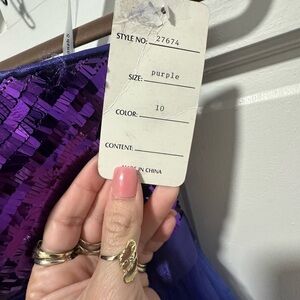 STYLE NO: 27674
SIZE: purple
COLOR: 10
CONTENT:
MADE IN CHINA